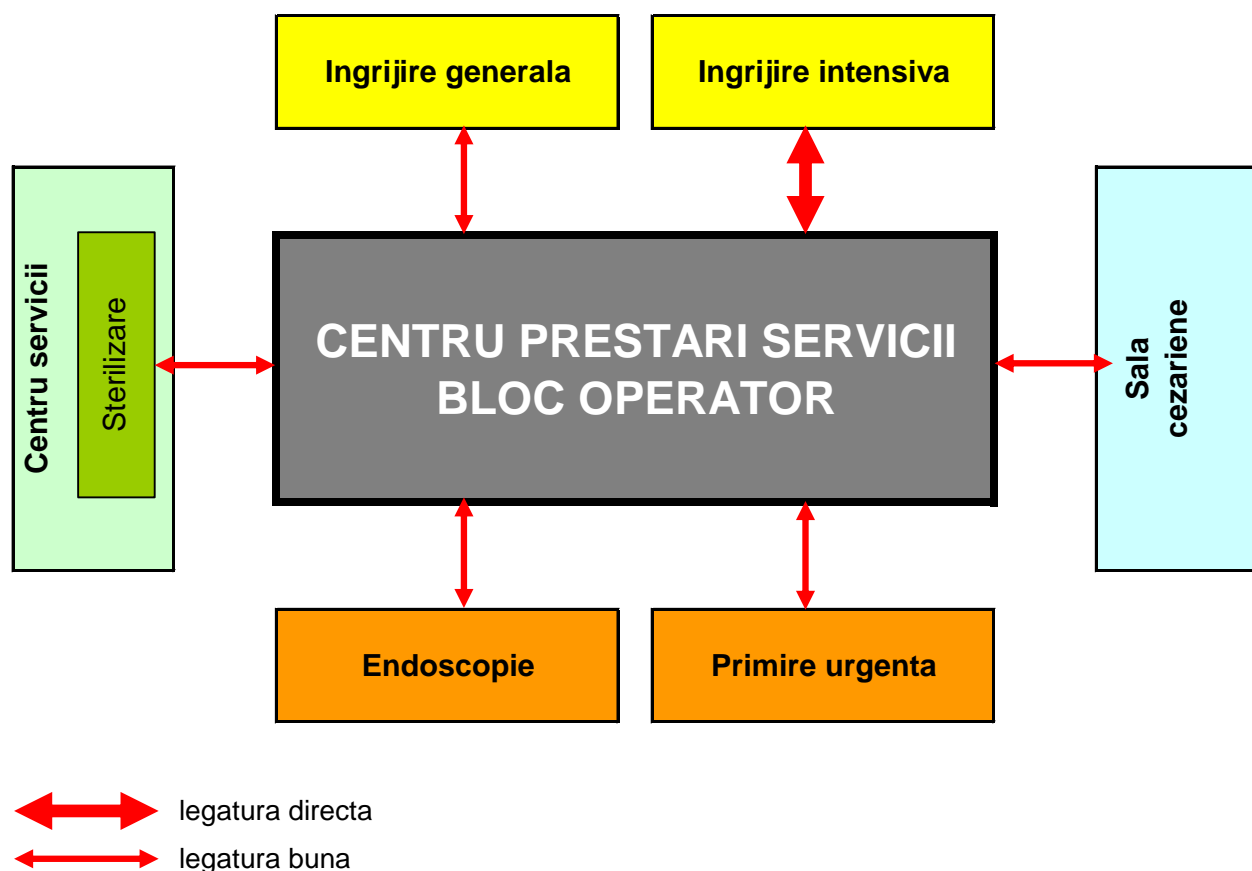 Ingrijire generala
Ingrijire intensiva
Centru servicii
Sterilizare
CENTRU PRESTARI SERVICII
BLOC OPERATOR
Sala
cezariene
Endoscopie
Primire urgenta
legatura directa
legatura buna